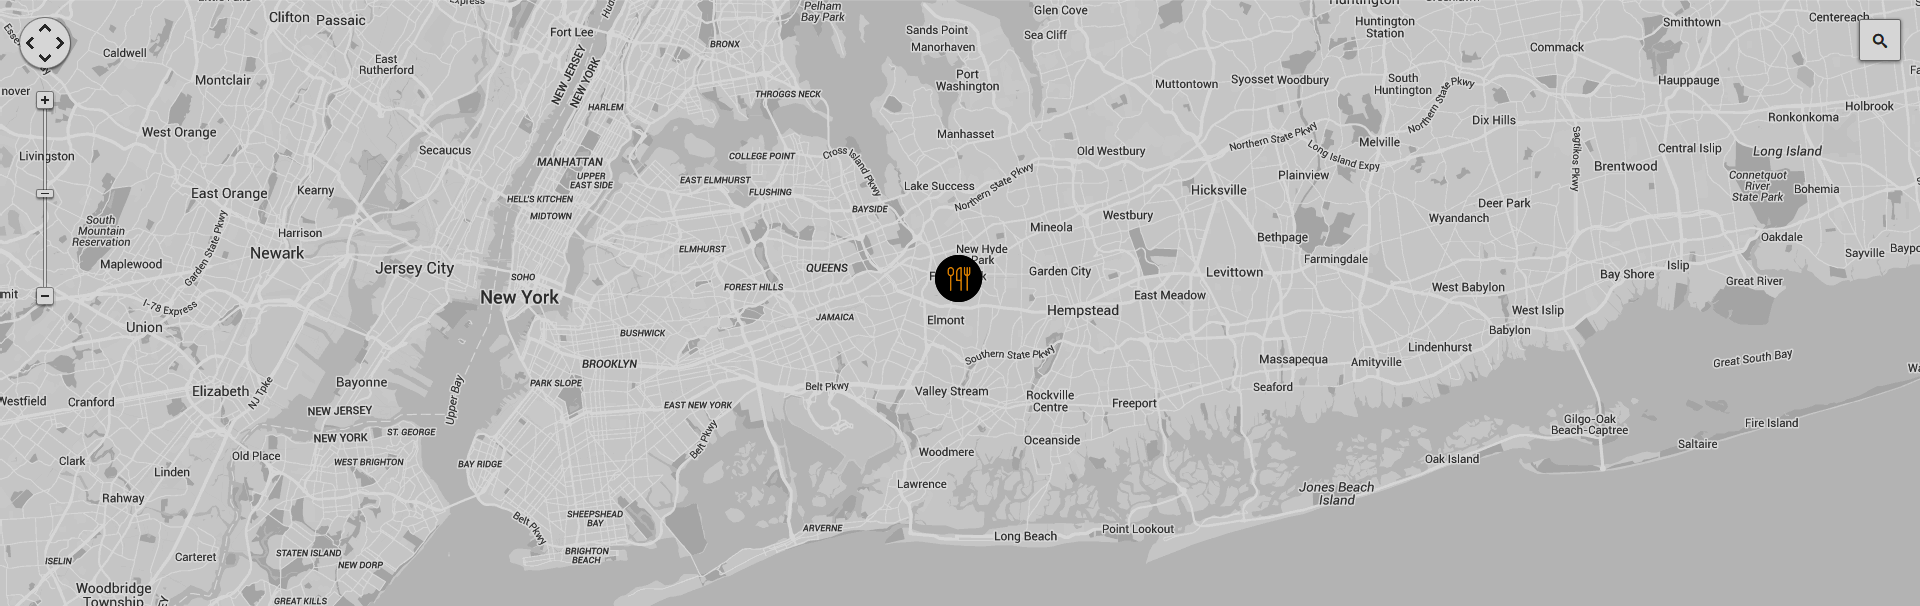 Clifton
Passaic
Express
Pelham
Bay Park
Glen Cove
Huntington
Huntington
Station
Smithtown
Centereach
Fort Lee
Sands Point
Sea Cliff
Manorhaven
Commack
Caldwell
BRONX
East
Rutherford
NEW JERSEY
NEW YORK
Montclair
Port
Washington
Muttontown
Syosset
Woodbury
South
Huntington
Northern State Pkwy
Hauppauge
nover
THROGGS NECK
HARLEM
Holbrook
West Orange
Manhasset
Northern State Pkwy
Dix Hills
Ronkonkoma
Livingston
Secaucus
MANHATTAN
COLLEGE POINT
Cross Island Pkwy
Old Westbury
Long Island Expy
Melville
Sagtikos Pkwy
Central Islip
Long Island
UPPER
EAST SIDE
EAST ELMHURST
FLUSHING
Lake Success
Northern State Pkwy
Hicksville
Plainview
Brentwood
Connetquot
River
State Park
Bohemia
East Orange
Kearny
HELL'S KITCHEN
MIDTOWN
BAYSIDE
Westbury
Wyandanch
Deer Park
South
Mountain
Reservation
Garden State Pkwy
Harrison
Mineola
Bethpage
Oakdale
Maplewood
Newark
Jersey City
ELMHURST
QUEENS
New Hyde
Park
Garden City
Levittown
Farmingdale
Sayville
Islip
Bay Shore
SOHO
FOREST HILLS
Great River
mit
I-78 Express
New York
East Meadow
West Babylon
Union
BUSHWICK
JAMAICA
Elmont
Hempstead
West Islip
Babylon
BROOKLYN
Southern State Pkwy
Massapequa
Amityville
Lindenhurst
Great South Bay
Elizabeth
NJ Tpke
Bayonne
Upper Bay
PARK SLOPE
Belt Pkwy
Valley Stream
Rockville
Centre
Seaford
Westfield
Cranford
NEW JERSEY
EAST NEW YORK
Freeport
Gilgo-Oak
Beach-Captree
Fire Island
NEW YORK
ST. GEORGE
Belt Pkwy
Oceanside
Saltaire
Clark
Linden
Old Place
WEST BRIGHTON
BAY RIDGE
Woodmere
Oak Island
Rahway
Lawrence
Jones Beach
Island
Belt Pkwy
SHEEPSHEAD
BAY
ARVERNE
Long Beach
Point Lookout
ISELIN
Carteret
STATEN ISLAND
NEW DORP
BRIGHTON
BEACH
Woodbridge
Township
GREAT KILLS